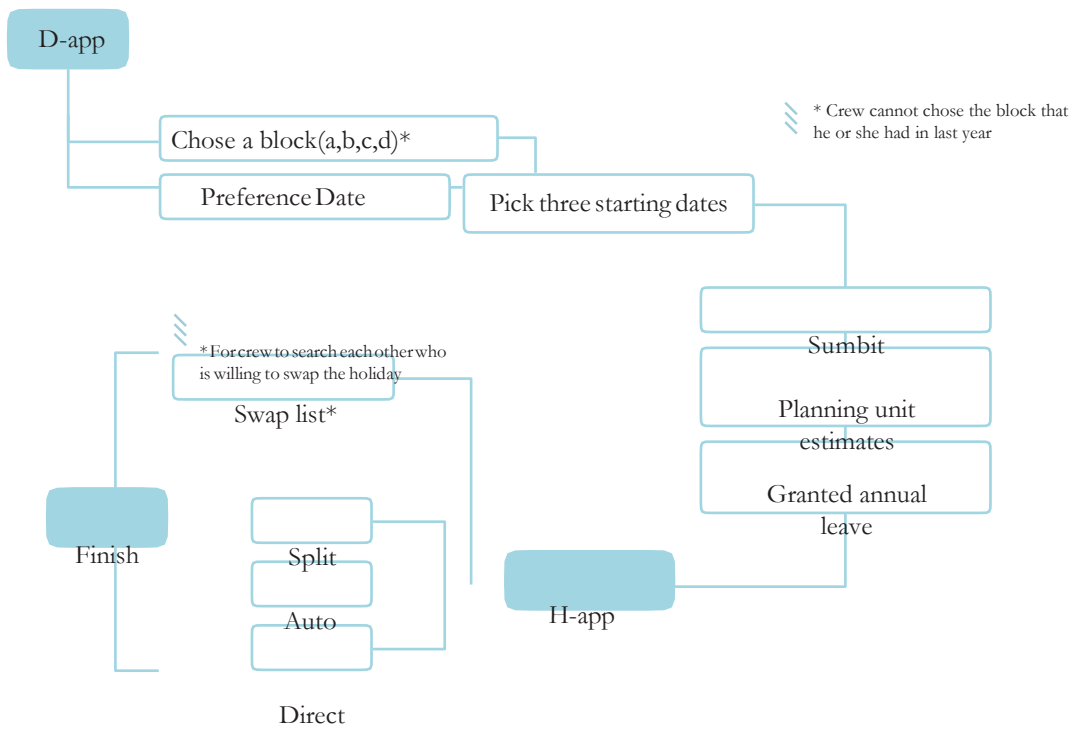 D-app
Chose a block(a,b,c,d)*
* Crew cannot chose the block that
he or she had in last year
Preference Date
Pick three starting dates
Sumbit
Planning unit
estimates
Granted annual
leave
* For crew to search each other who
is willing to swap the holiday
Swap list*
Finish
Split
Auto
Direct
H-app